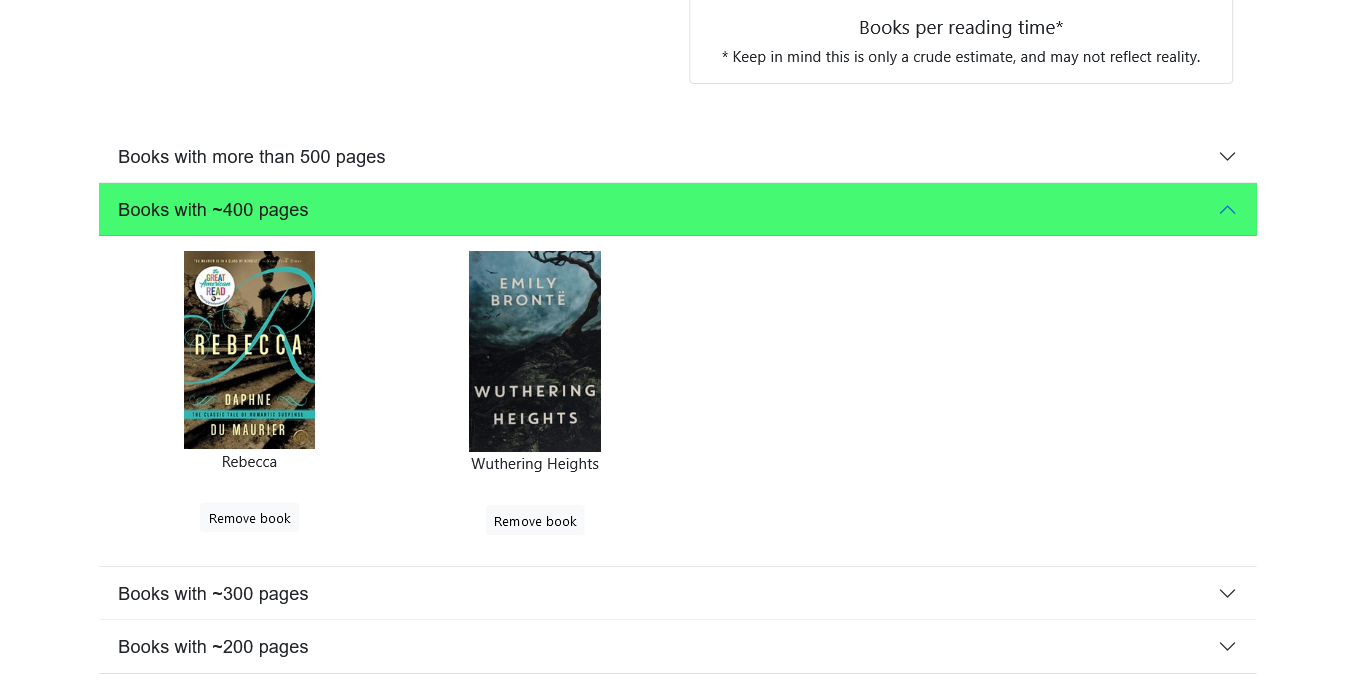 Books per reading time*
* Keep in mind this is only a crude estimate, and may not reflect reality.
Books with more than 500 pages
Books with ~400 pages
The
GREAT
American
READ
REBECCA
DAPHNE
THE CLASSIC TALE OF ROMANTIC SUSPENSE
DU MAURIER
Rebecca
Remove book
EMILY
BRONTË
WUTHERING
HEIGHTS
Wuthering Heights
Remove book
Books with ~300 pages
Books with ~200 pages